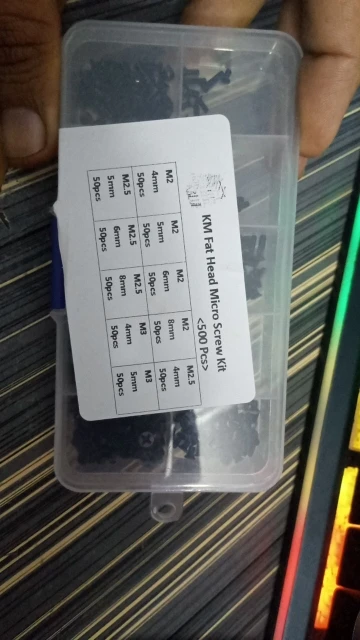 KM Fat Head Micro Screw Kit
<500 Pcs>
M2 M2 M2 M2 M2.5
4mm 5mm 6mm 8mm 4mm
50pcs 50pcs 50pcs 50pcs 50pcs
M2.5 M2.5 M2.5 M3 M3
5mm 6mm 8mm 4mm 5mm
50pcs 50pcs 50pcs 50pcs 50pcs